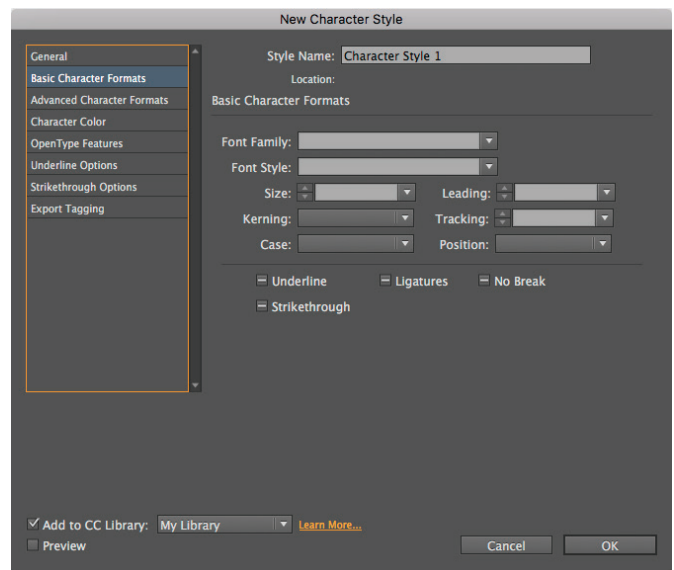 New Character Style
General
Basic Character Formats
Advanced Character Formats
Character Color
OpenType Features
Underline Options
Strikethrough Options
Export Tagging
Style Name: Character Style 1
Location:
Basic Character Formats
Font Family:
Font Style:
Size: Leading:
Kerning: Tracking:
Case: Position:
Underline Ligatures No Break
Strikethrough
Add to CC Library: My Library Learn More...
Preview Cancel OK